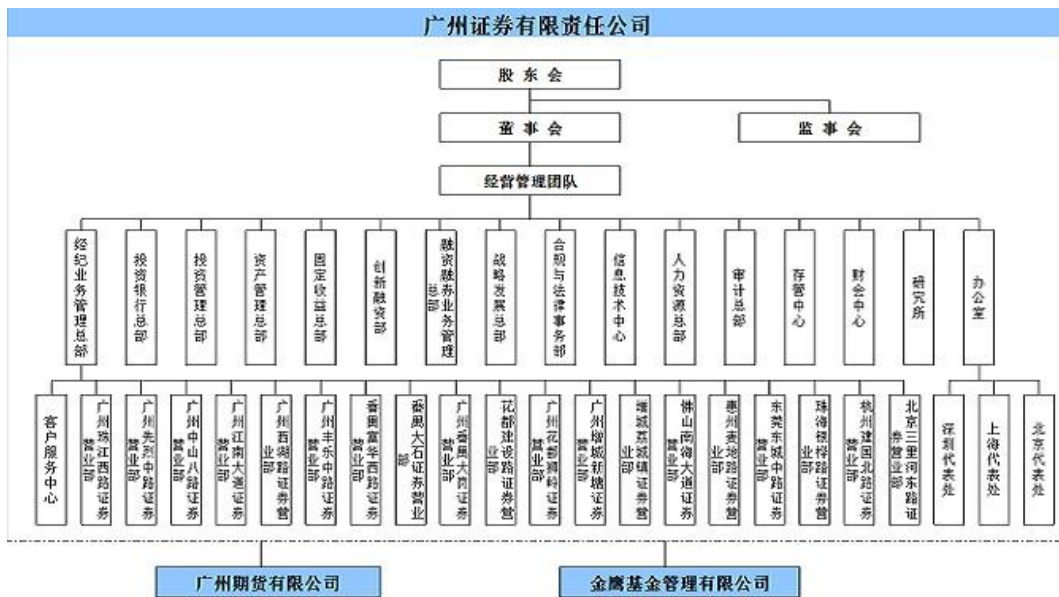 广州证券有限责任公司
股东会
董事会
监事会
经营管理团队
经纪业务管理总部
投资银行总部
投资管理总部
资产管理总部
固定收益总部
创新融资部
融资融券业务管理
总部
战略发展总部
合规与法律事务部
信息技术中心
人力资源总部
审计总部
存管中心
财会中心
研究所
办公室
客户服务中心
广州珠江西路证券
营业部
广州先烈中路证券
营业部
广州中山八路证券
营业部
广州江南大道证券
营业部
广州西湖路证券营
业部
广州丰乐中路证券
营业部
番禺富华西路证券
营业部
番禺大石证券营业
部
广州番禺大岗证券
营业部
花都建设路证券营
业部
广州花都狮岭证券
营业部
广州增城新塘证券
营业部
增城荔城镇证券营
业部
佛山南海大道证券
营业部
惠州麦地路证券营
业部
东莞东城中路证券
营业部
珠海银桦路证券营
业部
杭州建国北路证券
营业部
北京三里河东路证
券营业部
深圳代表处
上海代表处
北京代表处
广州期货有限公司
金鹰基金管理有限公司